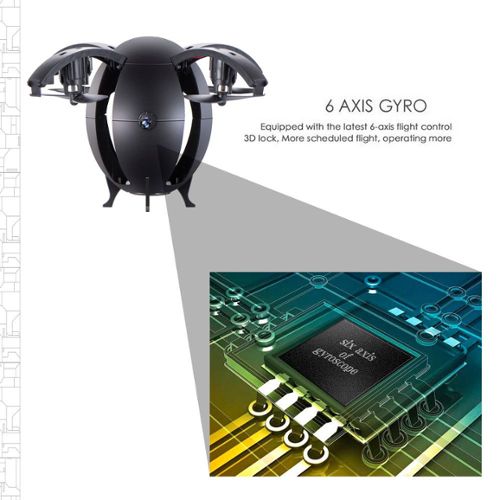 6 AXIS GYRO
Equipped with the latest 6-axis flight control
3D lock, More scheduled flight, operating more
six axis
of
gyroscope